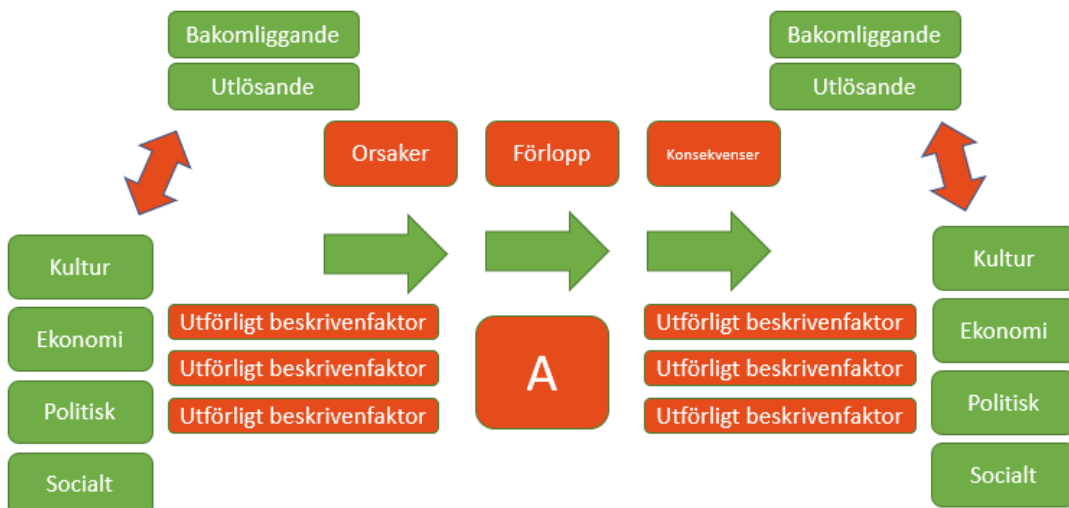 Bakomliggande
Utlösande
Bakomliggande
Utlösande
Orsaker
Förlopp
Konsekvenser
Kultur
Ekonomi
Politisk
Socialt
Utförligt beskrivenfaktor
Utförligt beskrivenfaktor
Utförligt beskrivenfaktor
A
Utförligt beskrivenfaktor
Utförligt beskrivenfaktor
Utförligt beskrivenfaktor
Kultur
Ekonomi
Politisk
Socialt